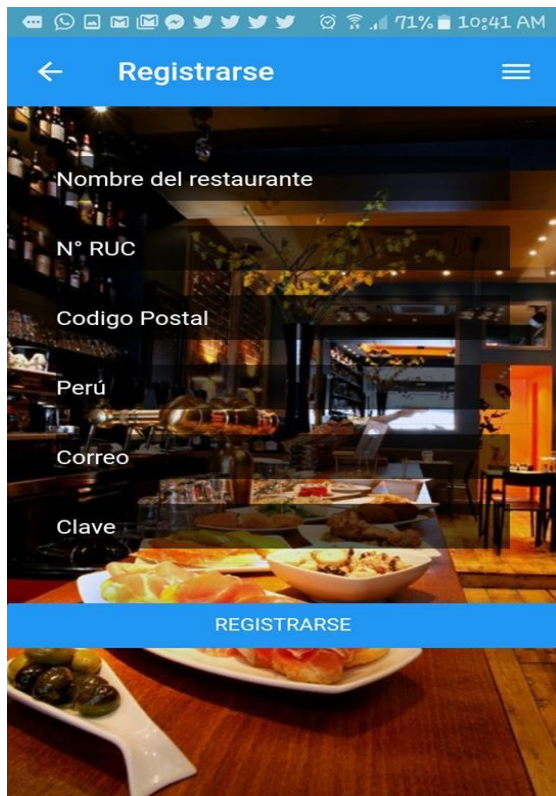 71% 10:41 AM
Registrarse
Nombre del restaurante
N° RUC
Codigo Postal
Perú
Correo
Clave
REGISTRARSE